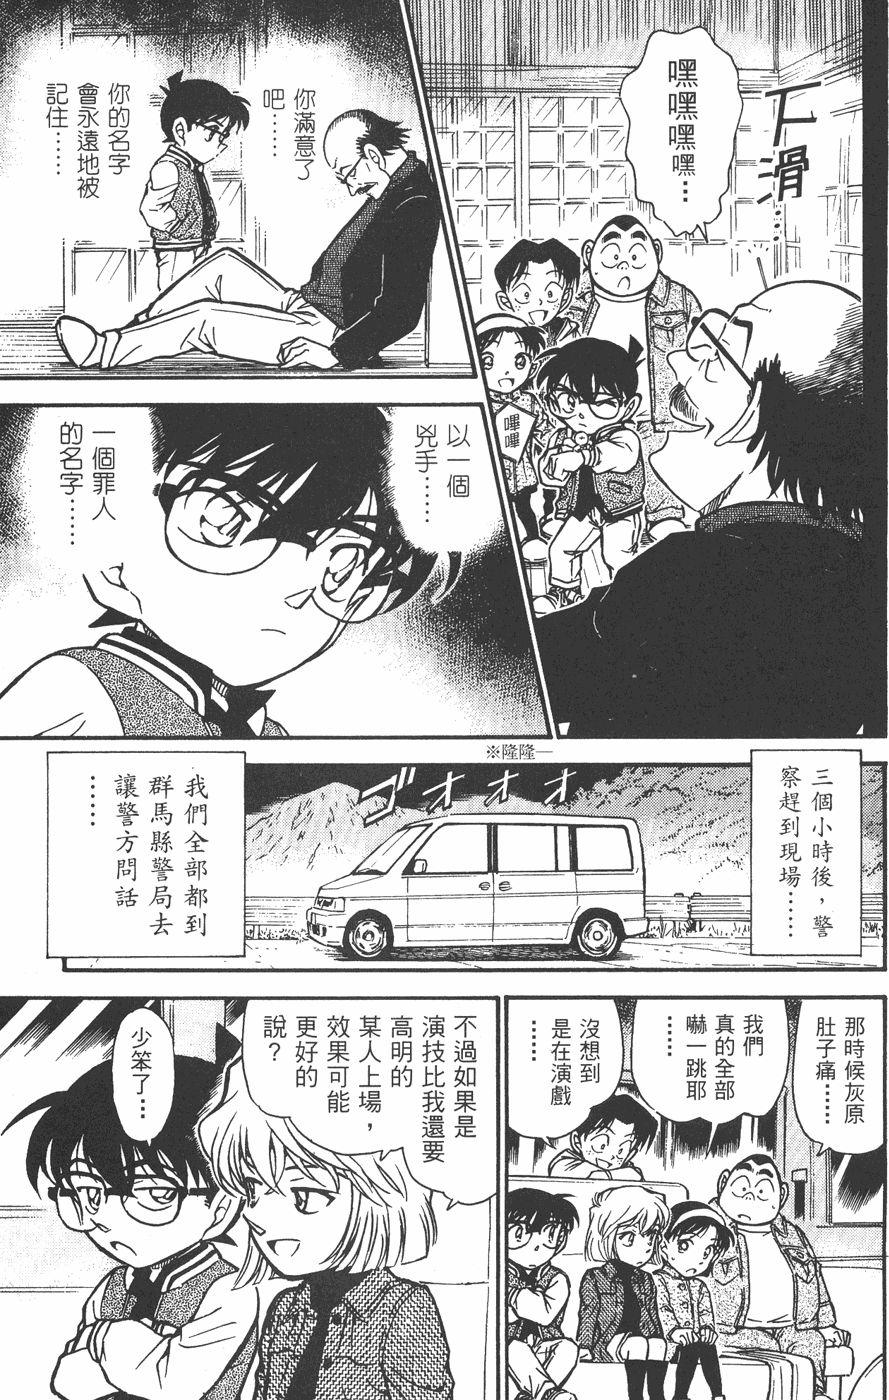 嘿嘿嘿嘿…
下滑……
嗶嗶
你滿意了
吧……
你的名字
會永遠地被
記住……
以一個
兇手……
一個罪人
的名字……
三個小時後，警
察趕到現場……
※隆隆—
ゴオオオ
我們全部都到
群馬縣警局去
讓警方問話
……
那時候灰原
肚子痛……
我們
真的全部
嚇一跳耶
……
沒想到
是在演戲
……
不過如果是
演技比我還要
高明的
某人上場，
效果可能
更好的
說？
少笨了…